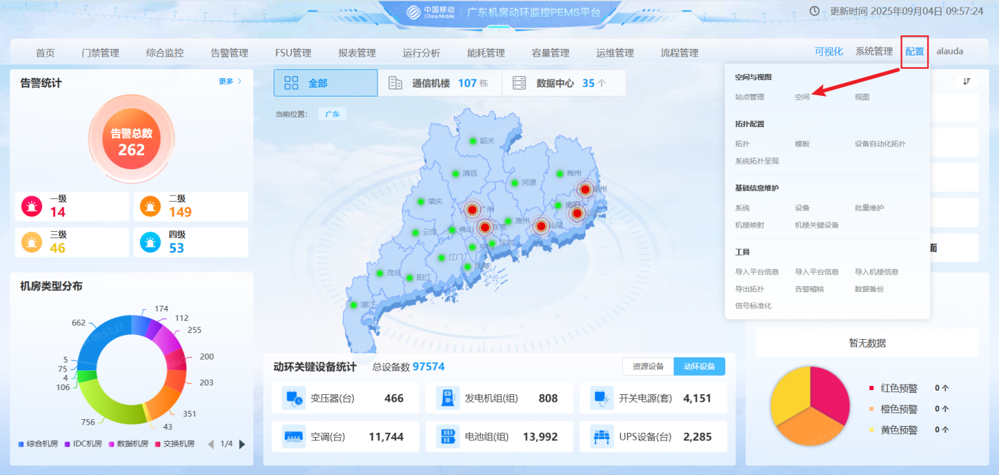 中国移动
China Mobile
广东机房动环监控PEMS平台
更新时间 2025年09月04日 09:57:24
首页 门禁管理 综合监控 告警管理 FSU管理 报表管理 运行分析 能耗管理 容量管理 运维管理 流程管理 可视化 系统管理 配置 alauda
告警统计 更多
告警总数
262
一级
14
二级
149
三级
46
四级
53
机房类型分布
174
112
255
200
203
351
43
756
106
4
75
5
662
综合机房 IDC机房 数据机房 交换机房 1/4
全部 通信机楼 107 栋 数据中心 35 个
当前位置: 广东
韶关
清远
河源
梅州
肇庆
广州
惠州
云浮
佛山
东莞
汕尾
深圳
江门
茂名
阳江
湛江
动环关键设备统计 总设备数 97574 资源设备 动环设备
变压器(台) 466 发电机组(组) 808 开关电源(套) 4,151
空调(台) 11,744 电池组(组) 13,992 UPS设备(台) 2,285
空间与视图
站点管理 空间 视图
拓扑配置
拓扑 模板 设备自动化拓扑
系统拓扑呈现
基础信息维护
系统 设备 批量维护
机楼映射 机楼关键设备
工具
导入平台信息 导入平台信息 导入机楼信息
导出拓扑 告警稽核 数据备份
信号标准化
面
暂无数据
红色预警 0 个
橙色预警 0 个
黄色预警 0 个